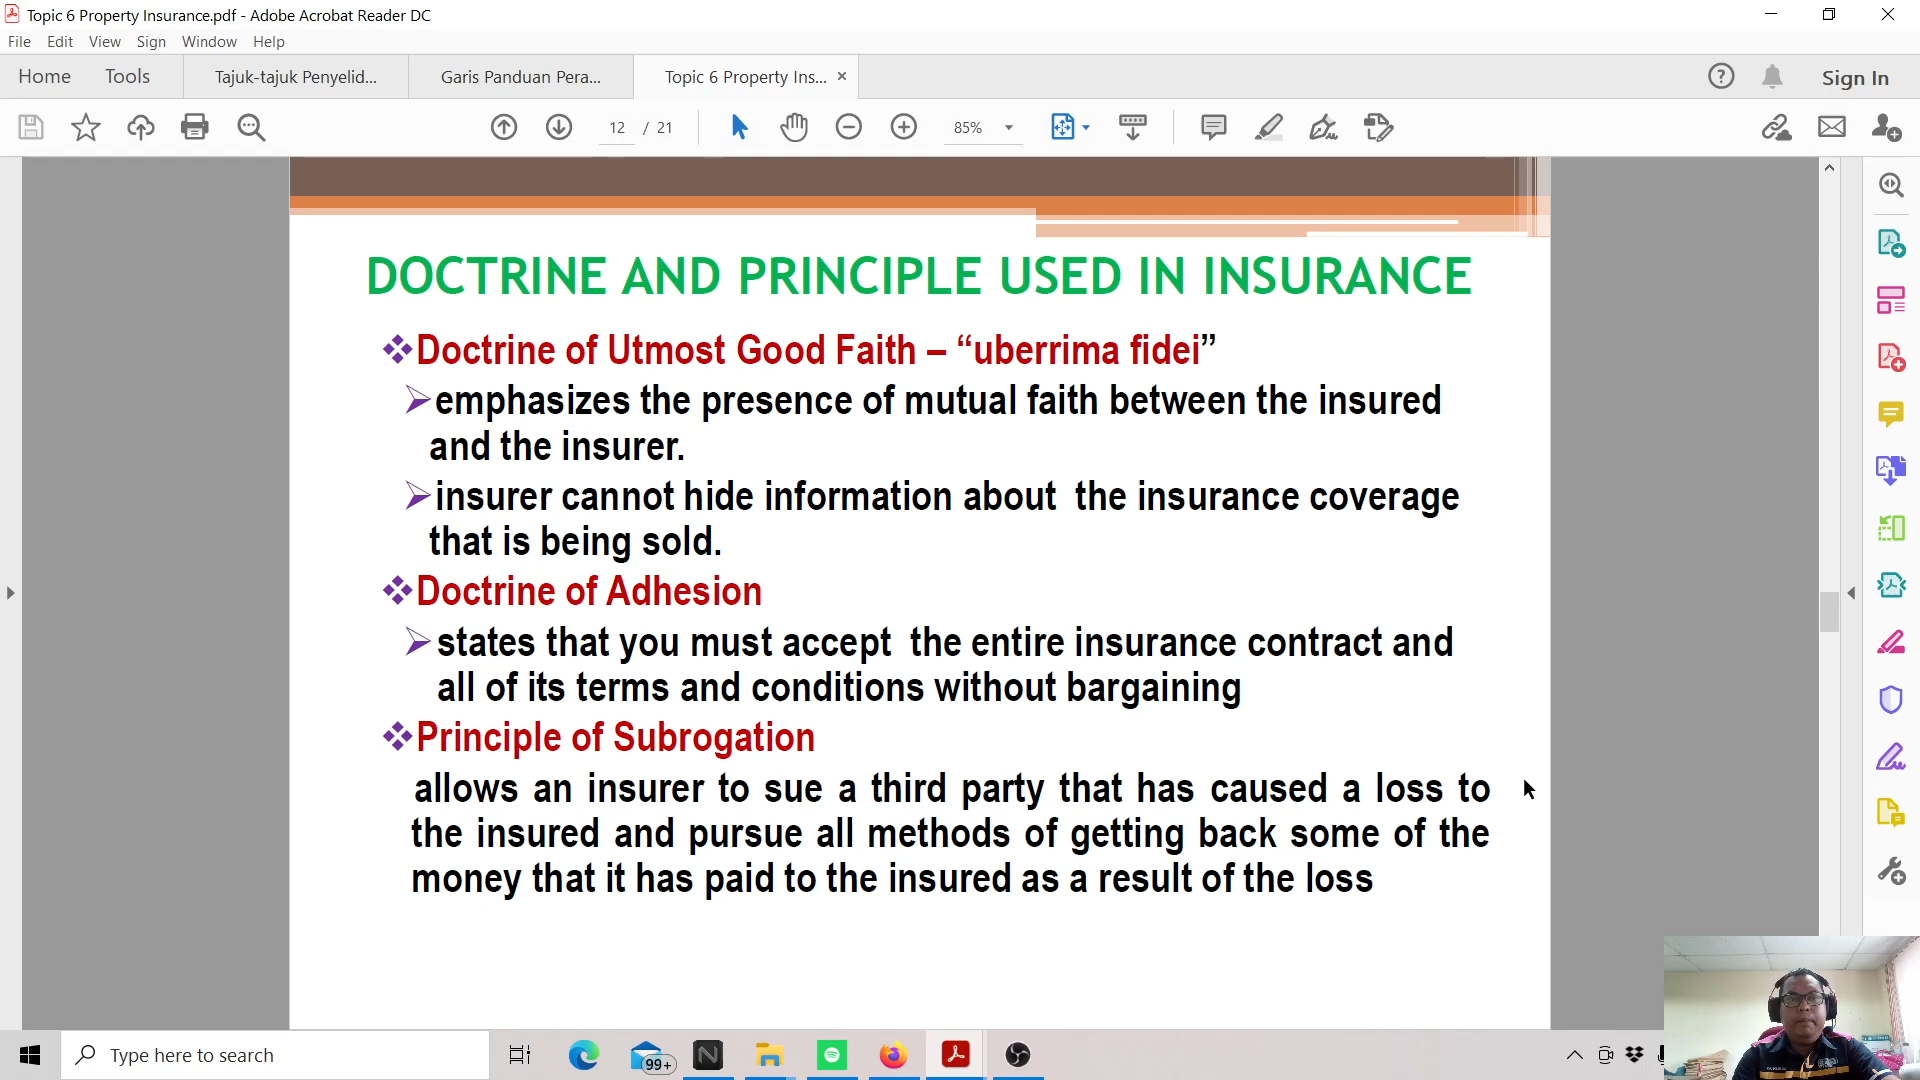 Topic 6 Property Insurance.pdf - Adobe Acrobat Reader DC
File Edit View Sign Window Help
Home Tools Tajuk-tajuk Penyelid... Garis Panduan Pera... Topic 6 Property Ins... × Sign In
12 / 21 85%
DOCTRINE AND PRINCIPLE USED IN INSURANCE
Doctrine of Utmost Good Faith – “uberrima fidei”
emphasizes the presence of mutual faith between the insured
and the insurer.
insurer cannot hide information about the insurance coverage
that is being sold.
Doctrine of Adhesion
states that you must accept the entire insurance contract and
all of its terms and conditions without bargaining
Principle of Subrogation
allows an insurer to sue a third party that has caused a loss to
the insured and pursue all methods of getting back some of the
money that it has paid to the insured as a result of the loss
Type here to search 99+